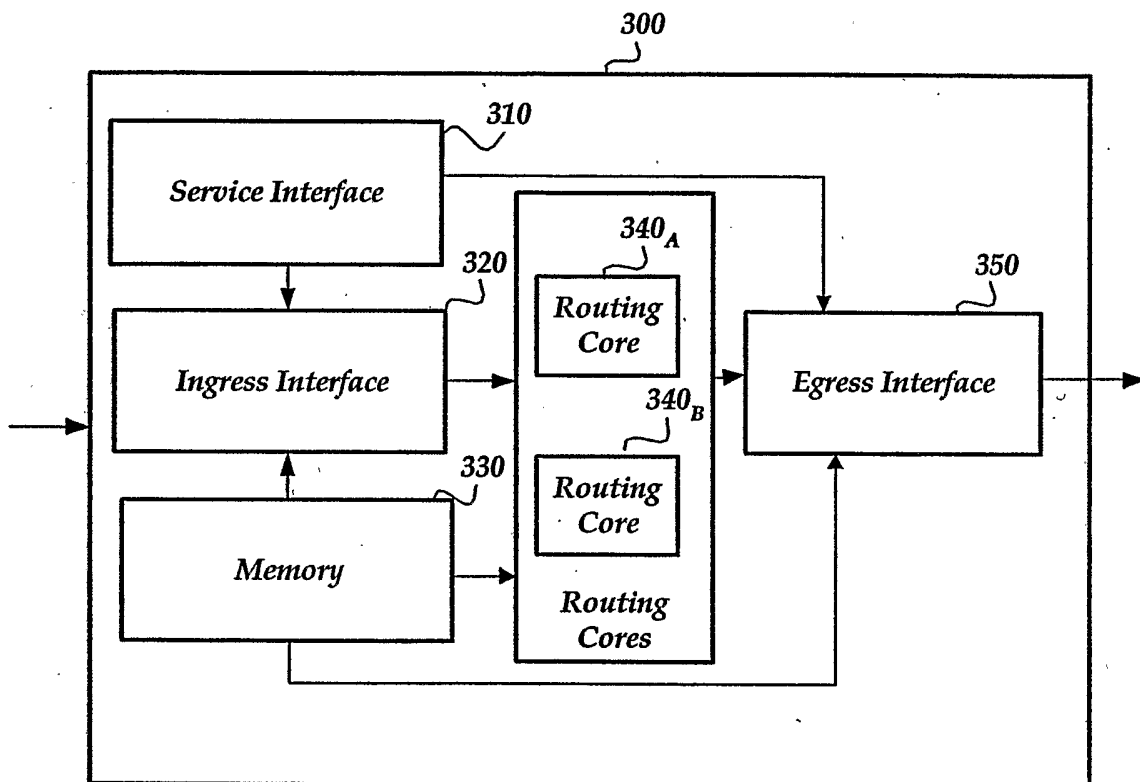 300
310
Service Interface
340A
320
350
Routing
Core
Ingress Interface
Egress Interface
340B
330
Routing
Core
Memory
Routing
Cores